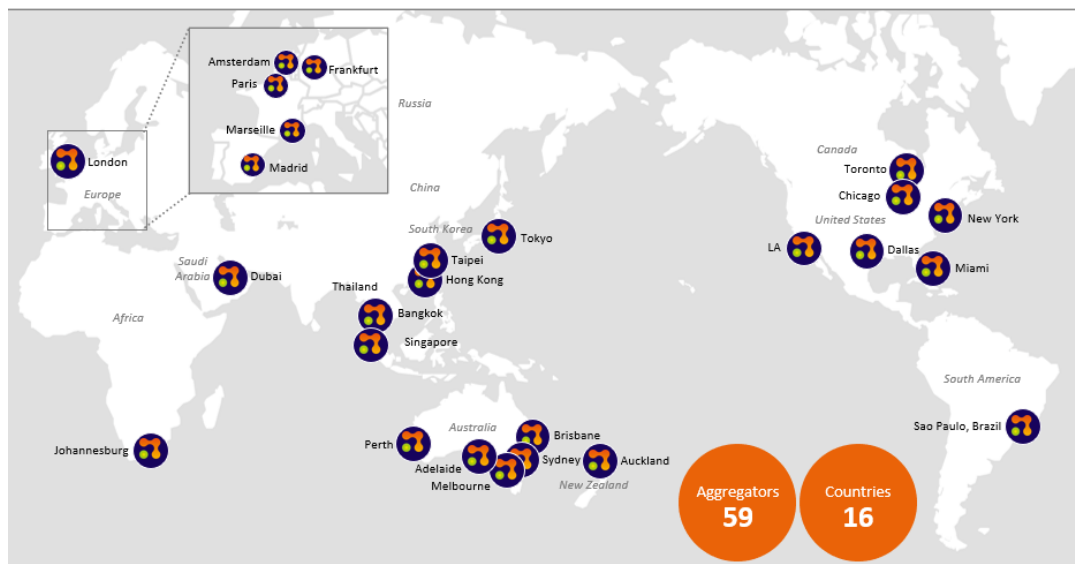 Amsterdam
Frankfurt
Paris
Marseille
Madrid
London
Europe
Russia
China
South Korea
Tokyo
Taipei
Hong Kong
Saudi
Arabia
Dubai
Thailand
Bangkok
Singapore
Africa
Johannesburg
Canada
Toronto
Chicago
United States
New York
LA
Dallas
Miami
South America
Sao Paulo, Brazil
Australia
Perth
Brisbane
Adelaide
Sydney
Melbourne
Auckland
New Zealand
Aggregators
59
Countries
16